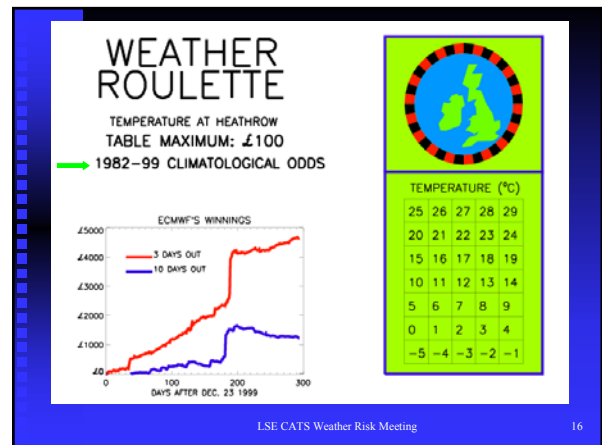 WEATHER
ROULETTE
TEMPERATURE AT HEATHROW
TABLE MAXIMUM: £100
1982-99 CLIMATOLOGICAL ODDS
ECMWF'S WINNINGS
£5000
£4000
£3000
£2000
£1000
£0
3 DAYS OUT
10 DAYS OUT
0 100 200 300
DAYS AFTER DEC. 23 1999
TEMPERATURE (°C)
25 26 27 28 29
20 21 22 23 24
15 16 17 18 19
10 11 12 13 14
5 6 7 8 9
0 1 2 3 4
-5 -4 -3 -2 -1
LSE CATS Weather Risk Meeting 16